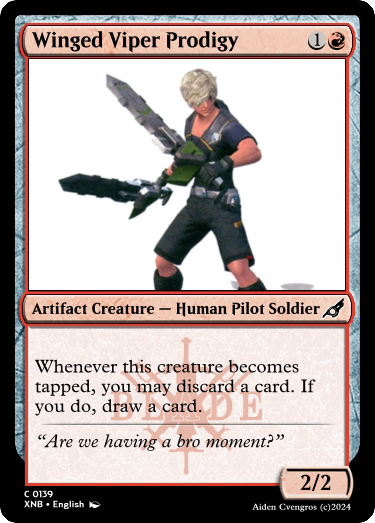 Winged Viper Prodigy 1
Artifact Creature — Human Pilot Soldier
BLADE
Whenever this creature becomes
tapped, you may discard a card. If
you do, draw a card.
“Are we having a bro moment?”
2/2
C 0139
XNB • English
Aiden Cvengros (c)2024